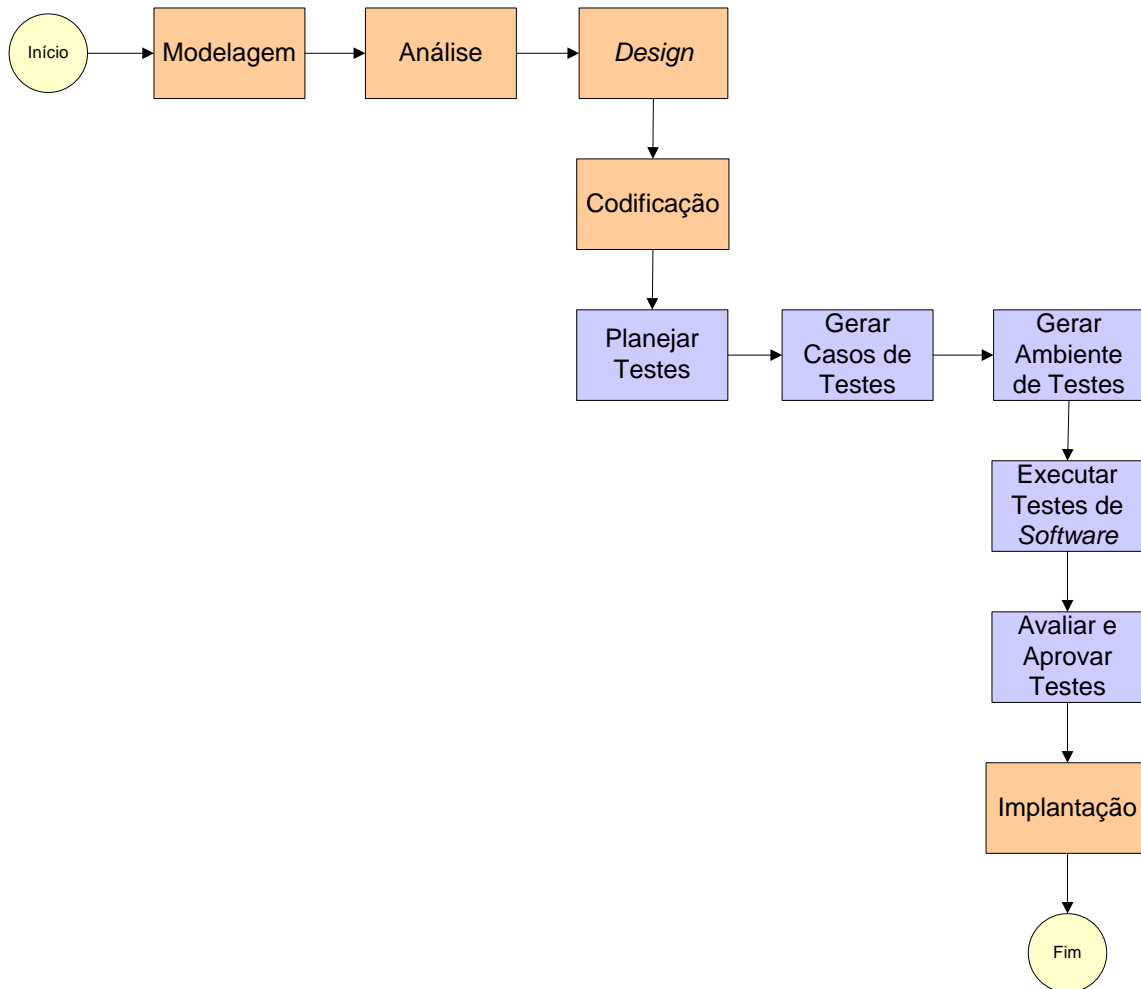 Início
Modelagem
Análise
Design
Codificação
Planejar
Testes
Gerar
Casos de
Testes
Gerar
Ambiente
de Testes
Executar
Testes de
Software
Avaliar e
Aprovar
Testes
Implantação
Fim